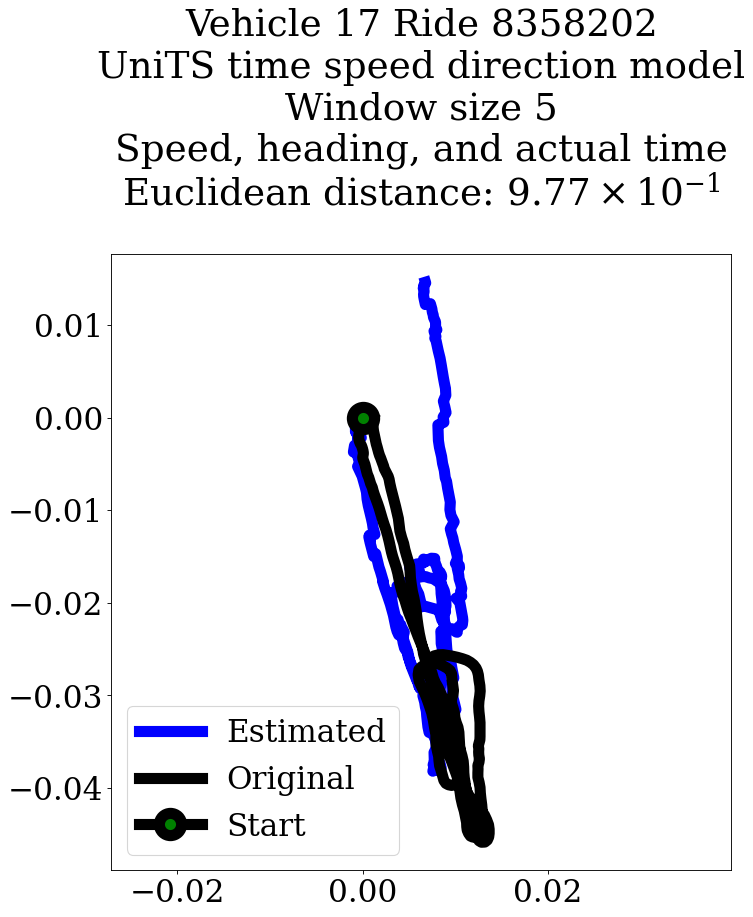 Vehicle 17 Ride 8358202
UniTS time speed direction model
Window size 5
Speed, heading, and actual time
Euclidean distance: 9.77 × 10⁻¹
0.01
0.00
−0.01
−0.02
−0.03
−0.04
Estimated
Original
Start
−0.02 0.00 0.02